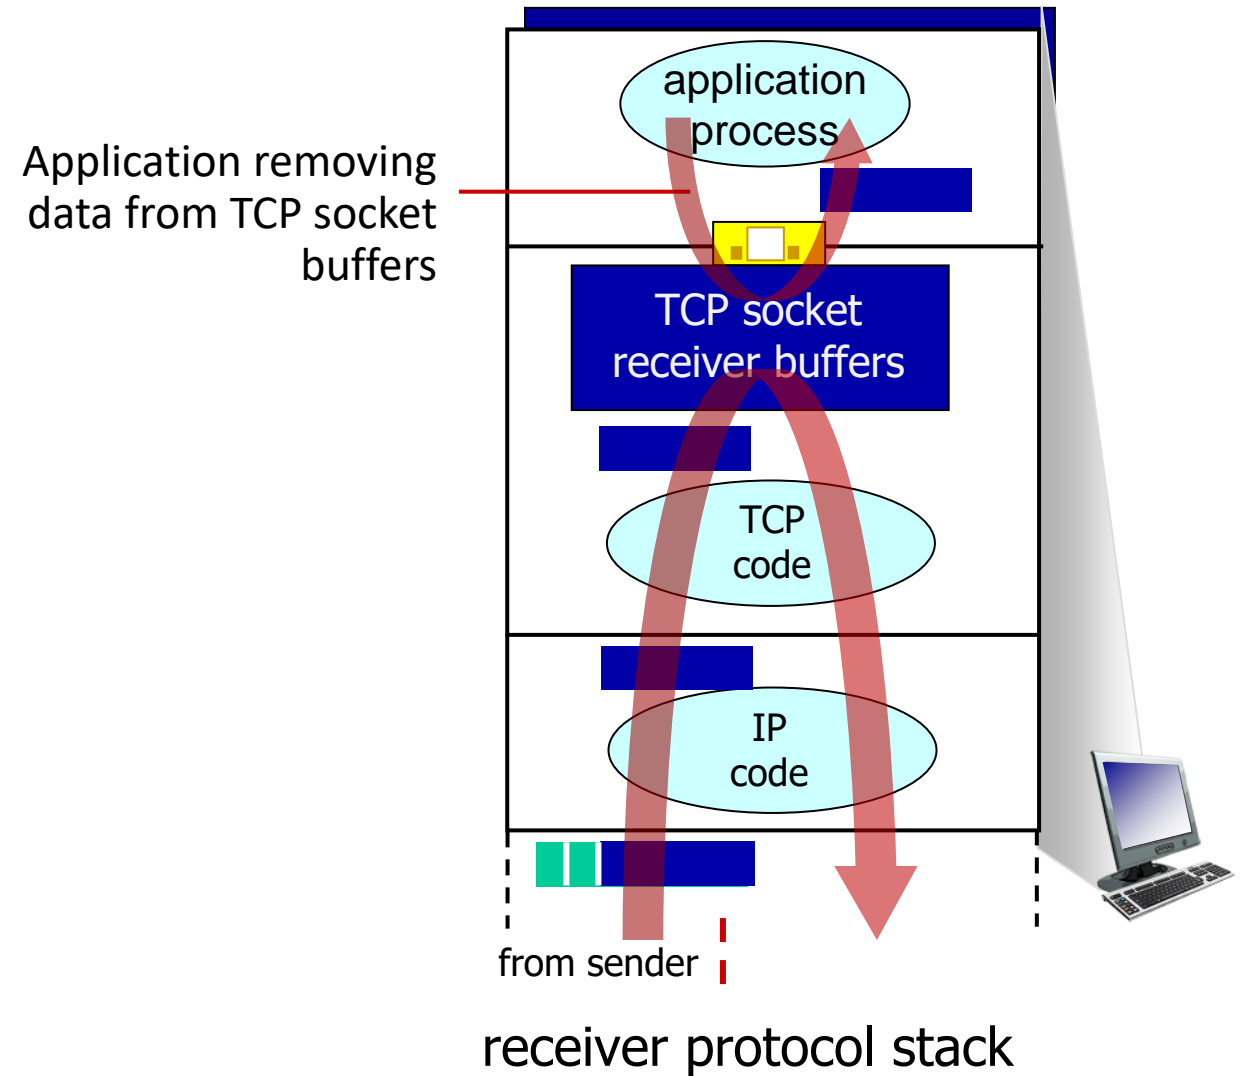 application
process
Application removing
data from TCP socket
buffers
TCP socket
receiver buffers
TCP
code
IP
code
from sender
receiver protocol stack